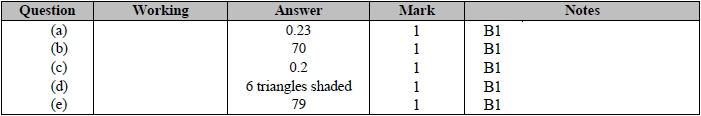 Question Working Answer Mark Notes
(a) 0.23 1 B1
(b) 70 1 B1
(c) 0.2 1 B1
(d) 6 triangles shaded 1 B1
(e) 79 1 B1